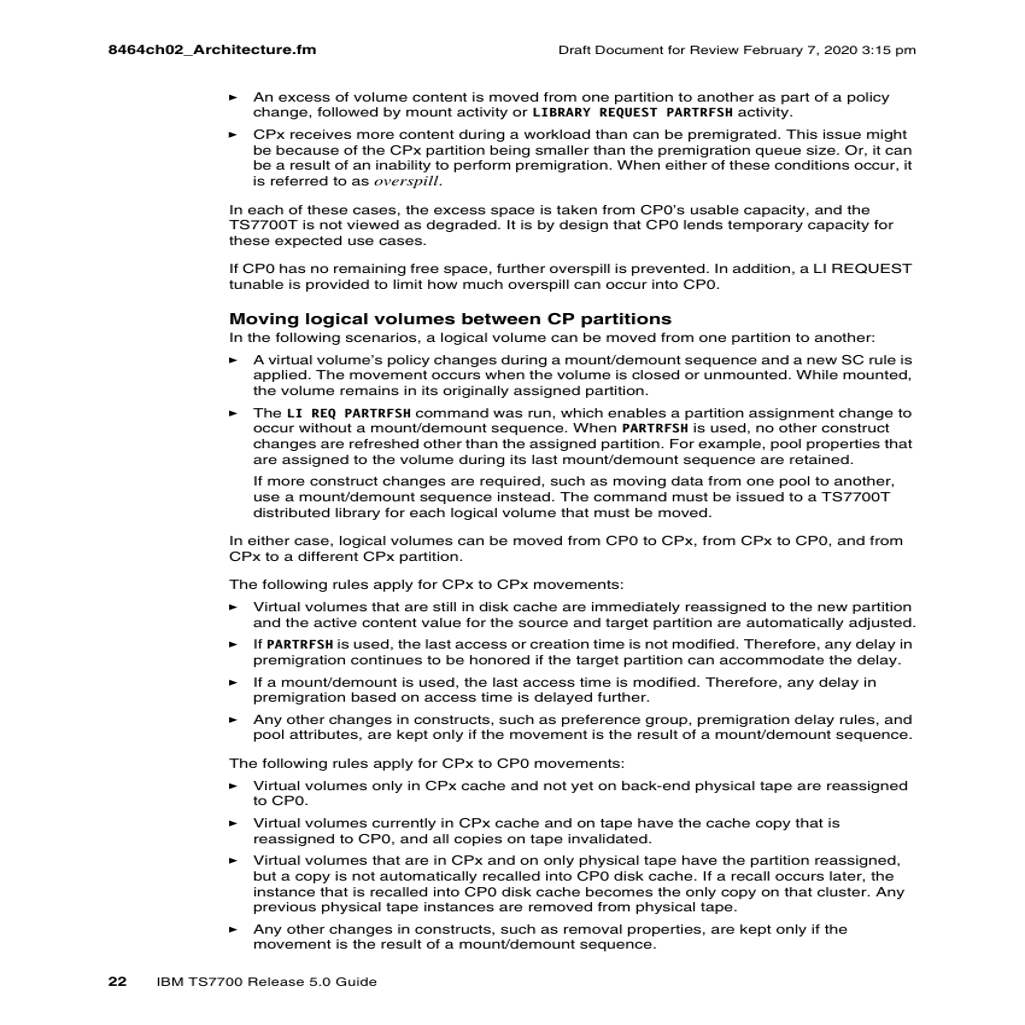 8464ch02_Architecture.fm Draft Document for Review February 7, 2020 3:15 pm
► An excess of volume content is moved from one partition to another as part of a policy
change, followed by mount activity or LIBRARY REQUEST PARTRFSH activity.
► CPx receives more content during a workload than can be premigrated. This issue might
be because of the CPx partition being smaller than the premigration queue size. Or, it can
be a result of an inability to perform premigration. When either of these conditions occur, it
is referred to as overspill.
In each of these cases, the excess space is taken from CP0's usable capacity, and the
TS7700T is not viewed as degraded. It is by design that CP0 lends temporary capacity for
these expected use cases.
If CP0 has no remaining free space, further overspill is prevented. In addition, a LI REQUEST
tunable is provided to limit how much overspill can occur into CP0.
Moving logical volumes between CP partitions
In the following scenarios, a logical volume can be moved from one partition to another:
► A virtual volume's policy changes during a mount/demount sequence and a new SC rule is
applied. The movement occurs when the volume is closed or unmounted. While mounted,
the volume remains in its originally assigned partition.
► The LI REQ PARTRFSH command was run, which enables a partition assignment change to
occur without a mount/demount sequence. When PARTRFSH is used, no other construct
changes are refreshed other than the assigned partition. For example, pool properties that
are assigned to the volume during its last mount/demount sequence are retained.
If more construct changes are required, such as moving data from one pool to another,
use a mount/demount sequence instead. The command must be issued to a TS7700T
distributed library for each logical volume that must be moved.
In either case, logical volumes can be moved from CP0 to CPx, from CPx to CP0, and from
CPx to a different CPx partition.
The following rules apply for CPx to CPx movements:
► Virtual volumes that are still in disk cache are immediately reassigned to the new partition
and the active content value for the source and target partition are automatically adjusted.
► If PARTRFSH is used, the last access or creation time is not modified. Therefore, any delay in
premigration continues to be honored if the target partition can accommodate the delay.
► If a mount/demount is used, the last access time is modified. Therefore, any delay in
premigration based on access time is delayed further.
► Any other changes in constructs, such as preference group, premigration delay rules, and
pool attributes, are kept only if the movement is the result of a mount/demount sequence.
The following rules apply for CPx to CP0 movements:
► Virtual volumes only in CPx cache and not yet on back-end physical tape are reassigned
to CP0.
► Virtual volumes currently in CPx cache and on tape have the cache copy that is
reassigned to CP0, and all copies on tape invalidated.
► Virtual volumes that are in CPx and on only physical tape have the partition reassigned,
but a copy is not automatically recalled into CP0 disk cache. If a recall occurs later, the
instance that is recalled into CP0 disk cache becomes the only copy on that cluster. Any
previous physical tape instances are removed from physical tape.
► Any other changes in constructs, such as removal properties, are kept only if the
movement is the result of a mount/demount sequence.
22 IBM TS7700 Release 5.0 Guide